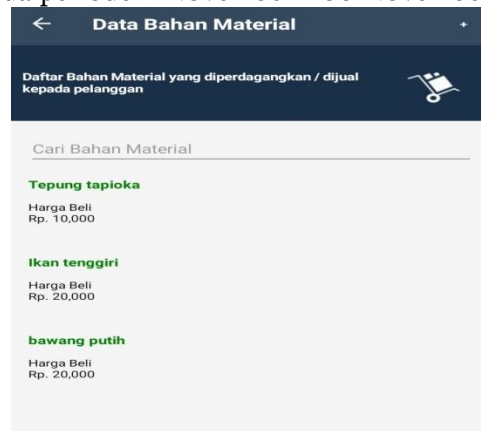 ← Data Bahan Material +
Daftar Bahan Material yang diperdagangkan / dijual
kepada pelanggan
Cari Bahan Material
Tepung tapioka
Harga Beli
Rp. 10,000
Ikan tenggiri
Harga Beli
Rp. 20,000
bawang putih
Harga Beli
Rp. 20,000